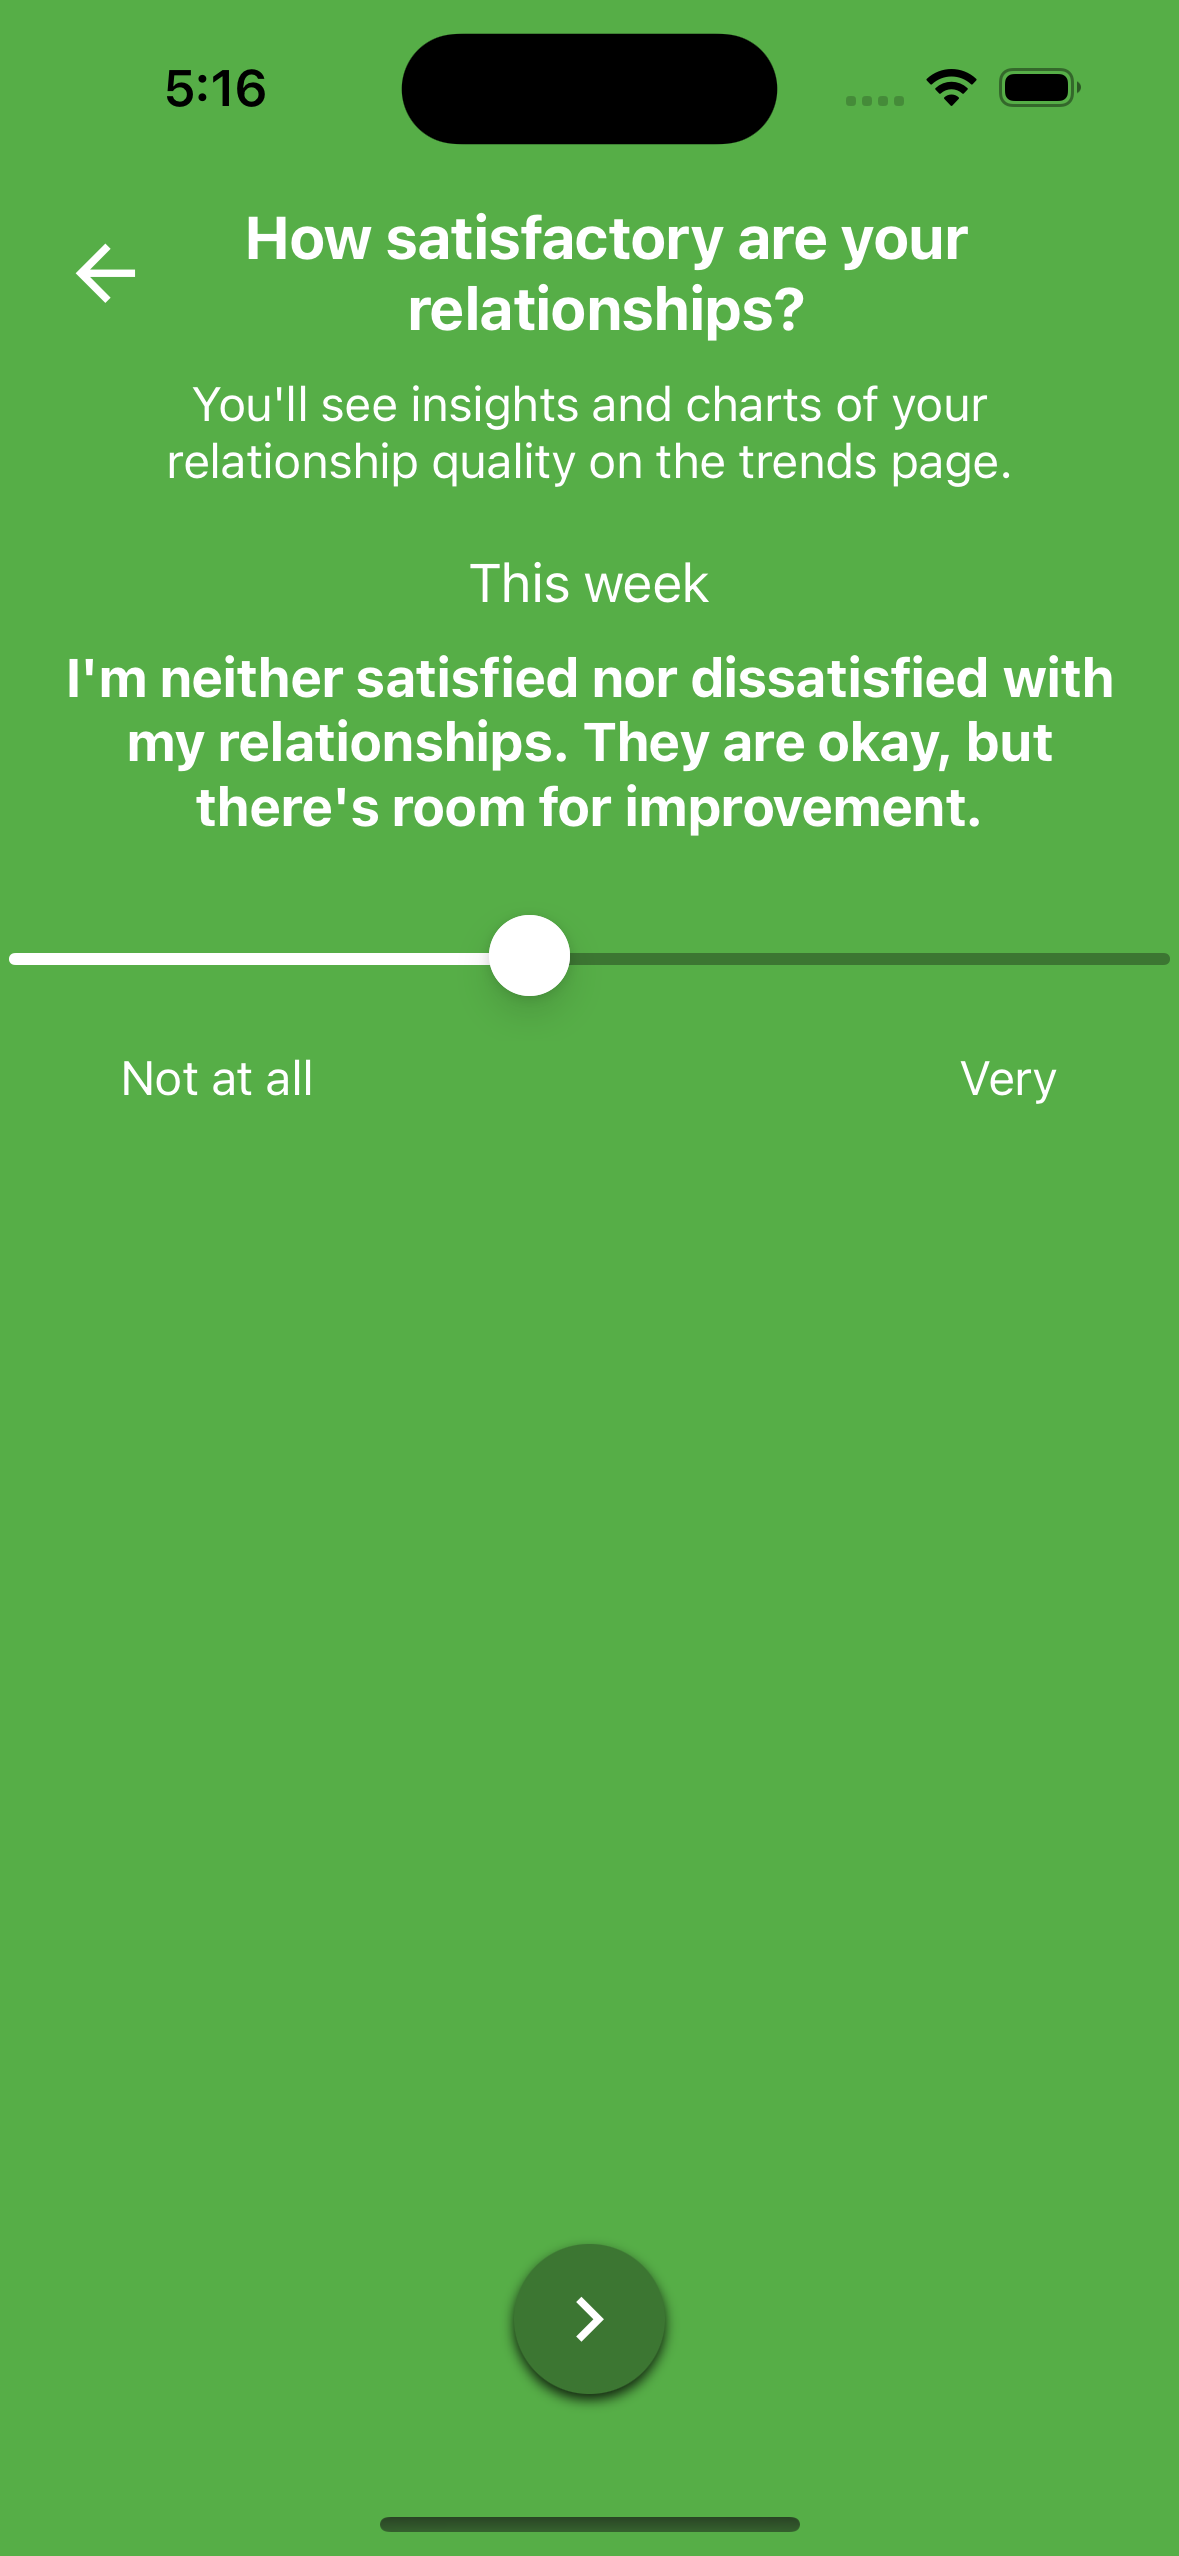 5:16
How satisfactory are your
relationships?
You'll see insights and charts of your
relationship quality on the trends page.
This week
I'm neither satisfied nor dissatisfied with
my relationships. They are okay, but
there's room for improvement.
Not at all
Very